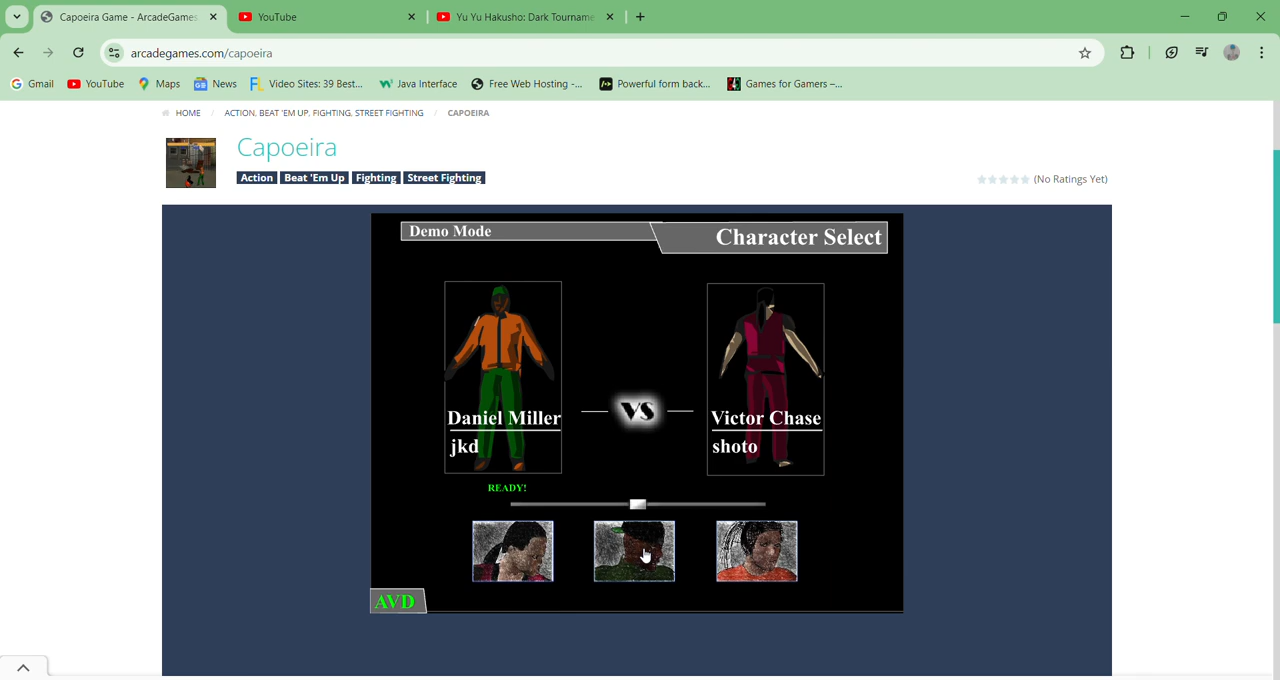 Capoeira Game - ArcadeGames
YouTube
Yu Yu Hakusho: Dark Tourname
arcadegames.com/capoeira
Gmail
YouTube
Maps
News
Video Sites: 39 Best...
Java Interface
Free Web Hosting -...
Powerful form back...
Games for Gamers –...
HOME / ACTION, BEAT 'EM UP, FIGHTING, STREET FIGHTING / CAPOEIRA
Capoeira
Action Beat 'Em Up Fighting Street Fighting
(No Ratings Yet)
Demo Mode
Character Select
Daniel Miller
jkd
VS
Victor Chase
shoto
READY!
AVD